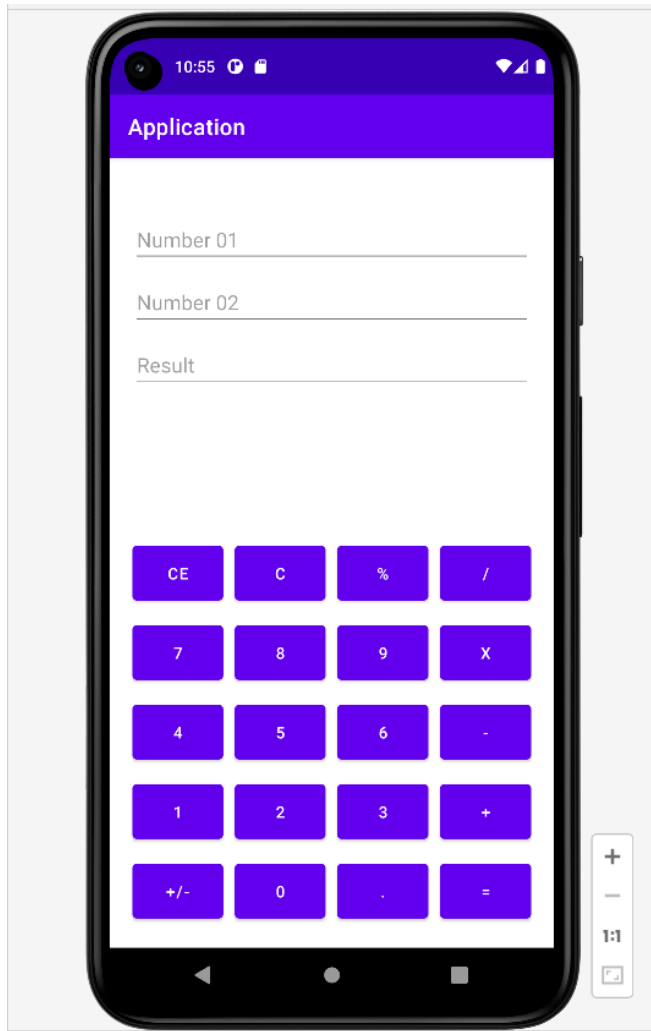 10:55
Application
Number 01
Number 02
Result
CE C % /
7 8 9 X
4 5 6 -
1 2 3 +
+/- 0 . =
+
−
1:1